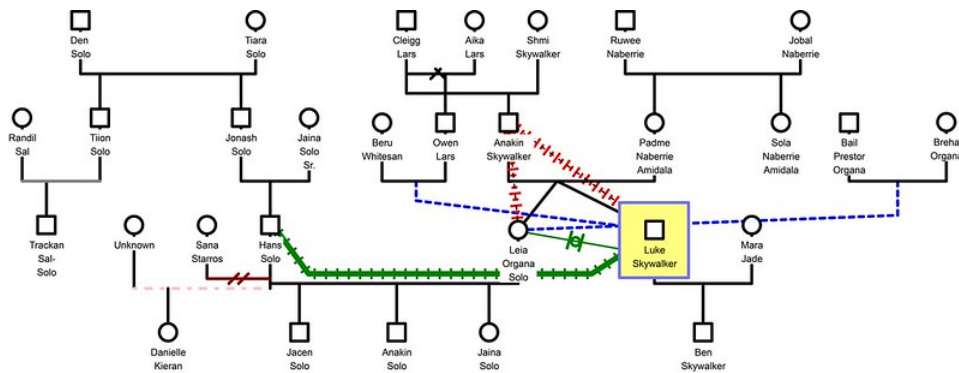 Den
Solo
Tiara
Solo
Cleigg
Lars
Aika
Lars
Shmi
Skywalker
Ruwee
Naberrie
Jobal
Naberrie
Randil
Sal
Tiion
Solo
Jonash
Solo
Jaina
Solo
Sr.
Beru
Whitesan
Owen
Lars
Anakin
Skywalker
Padme
Naberrie
Amidala
Sola
Naberrie
Amidala
Bail
Prestor
Organa
Breha
Organa
Trackan
Sal-
Solo
Unknown
Sana
Starros
Hans
Solo
Leia
Organa
Solo
Luke
Skywalker
Mara
Jade
Danielle
Kieran
Jacen
Solo
Anakin
Solo
Jaina
Solo
Ben
Skywalker